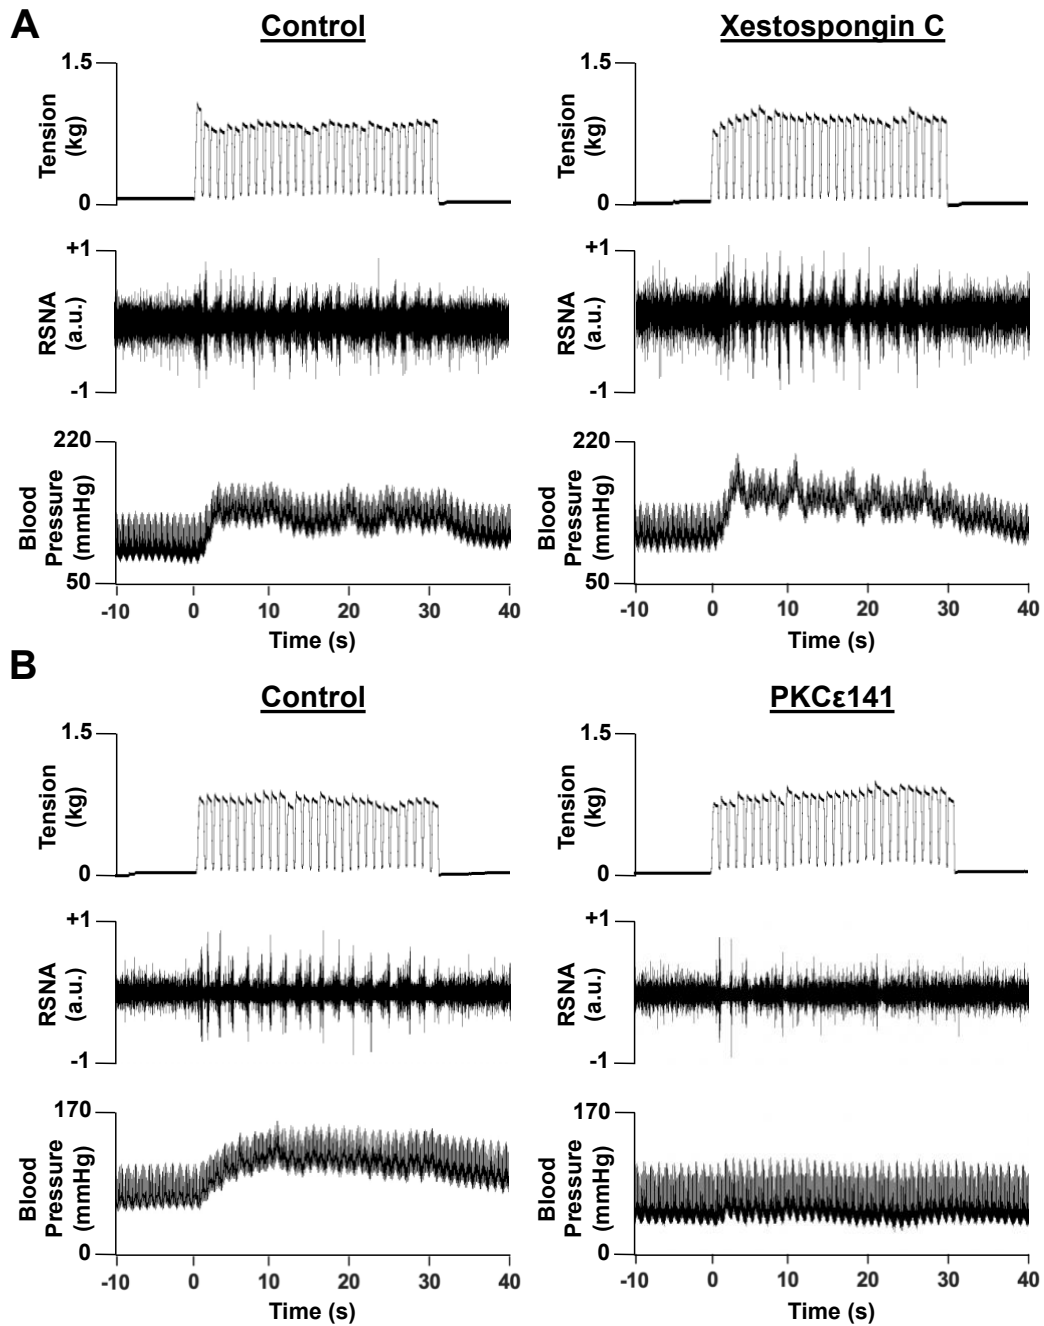 A
Control
Xestospongin C
1.5
Tension
(kg)
0
1.5
Tension
(kg)
0
+1
RSNA
(a.u.)
-1
+1
RSNA
(a.u.)
-1
220
Blood
Pressure
(mmHg)
50
220
Blood
Pressure
(mmHg)
50
-10 0 10 20 30 40
Time (s)
-10 0 10 20 30 40
Time (s)
B
Control
PKCε141
1.5
Tension
(kg)
0
1.5
Tension
(kg)
0
+1
RSNA
(a.u.)
-1
+1
RSNA
(a.u.)
-1
170
Blood
Pressure
(mmHg)
0
170
Blood
Pressure
(mmHg)
0
-10 0 10 20 30 40
Time (s)
-10 0 10 20 30 40
Time (s)